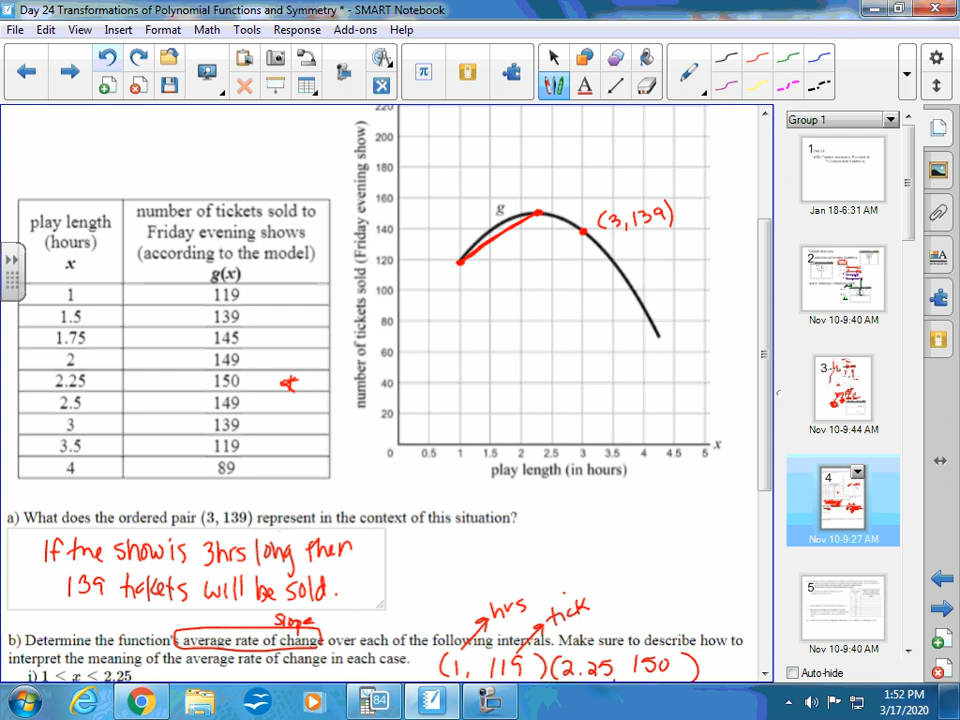 Day 24 Transformations of Polynomial Functions and Symmetry * - SMART Notebook
File Edit View Insert Format Math Tools Response Add-ons Help
220
200
180
160
140
120
100
80
60
40
20
0 0.5 1 1.5 2 2.5 3 3.5 4 4.5 5 x
number of tickets sold (Friday evening show)
play length (in hours)
g
(3, 139)
play length (hours) x
number of tickets sold to
Friday evening shows
(according to the model)
g(x)
1 119
1.5 139
1.75 145
2 149
2.25 150
2.5 149
3 139
3.5 119
4 89
a) What does the ordered pair (3, 139) represent in the context of this situation?
If the show is 3hrs long then
139 tickets will be sold.
slope
hrs
tick
b) Determine the function's average rate of change over each of the following intervals. Make sure to describe how to
interpret the meaning of the average rate of change in each case.
(1, 119) (2.25, 150)
i) 1 < x < 2.25
Group 1
1
Jan 18-6:31 AM
2
Nov 10-9:40 AM
3
Nov 10-9:44 AM
4
Nov 10-9:27 AM
5
Nov 10-9:40 AM
Auto-hide
84
1:52 PM
3/17/2020